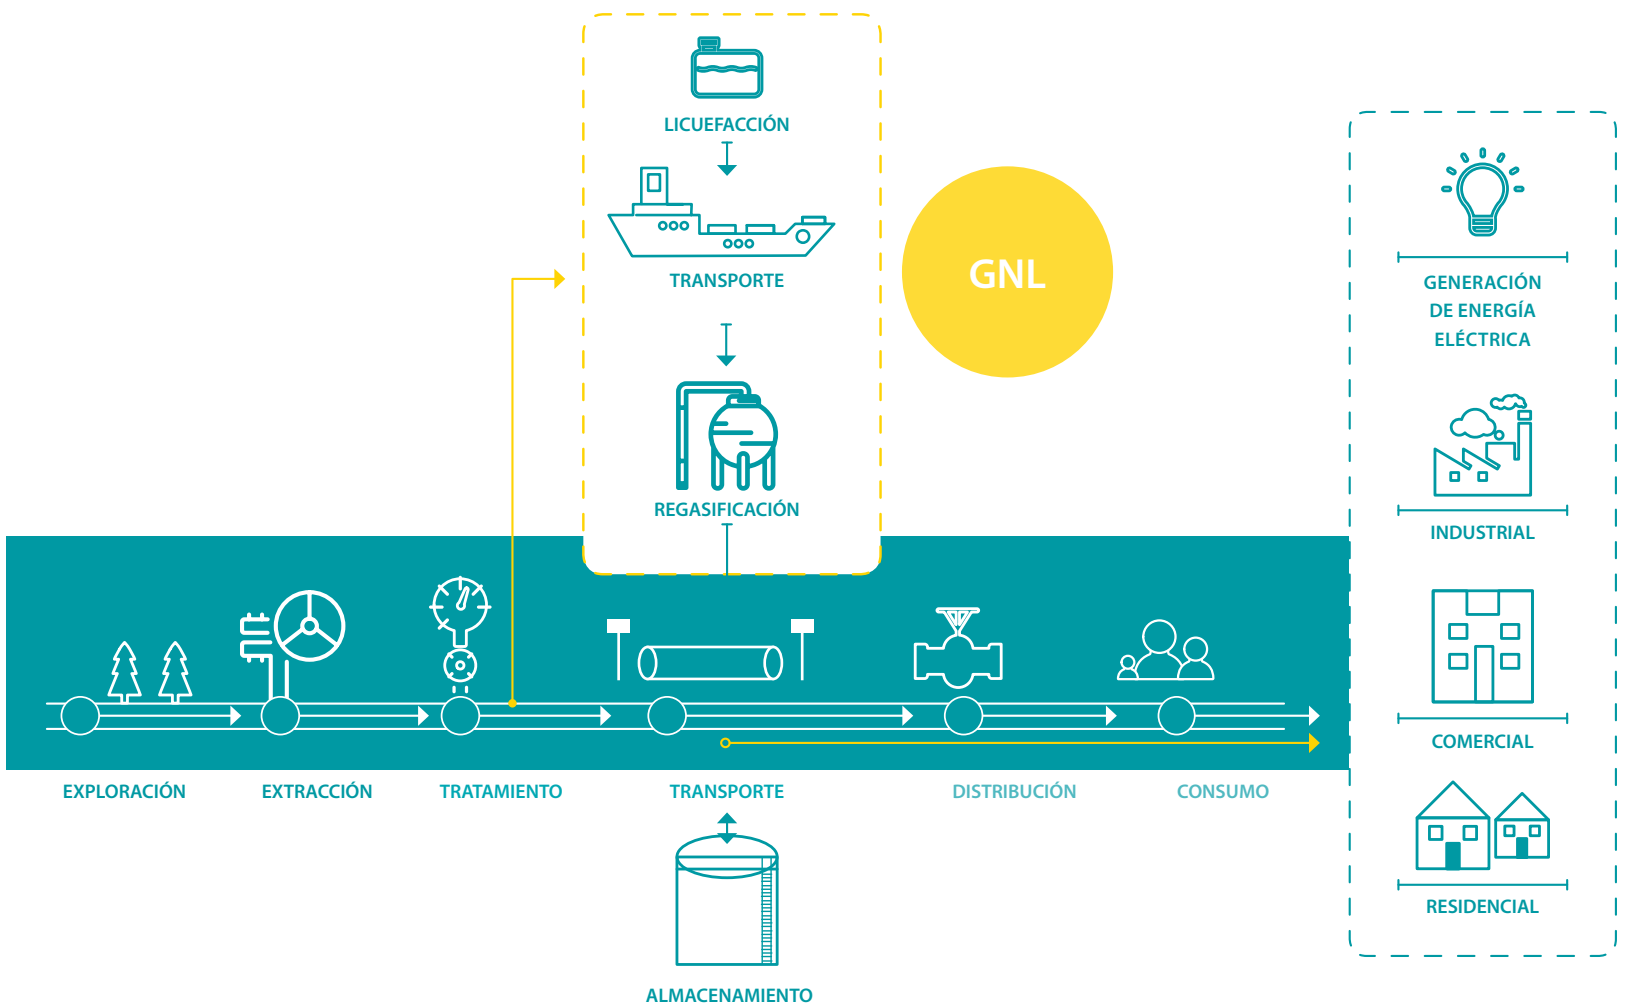 LICUEFACCIÓN
TRANSPORTE
REGASIFICACIÓN
GNL
GENERACIÓN
DE ENERGÍA
ELÉCTRICA
INDUSTRIAL
COMERCIAL
RESIDENCIAL
EXPLORACIÓN
EXTRACCIÓN
TRATAMIENTO
TRANSPORTE
DISTRIBUCIÓN
CONSUMO
ALMACENAMIENTO